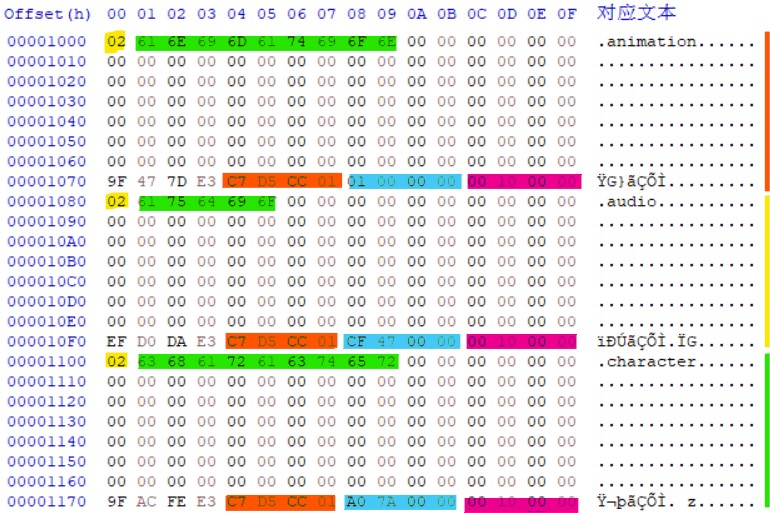 Offset(h) 00 01 02 03 04 05 06 07 08 09 0A 0B 0C 0D 0E 0F 对应文本
00001000 02 61 6E 69 6D 61 74 69 6F 6E 00 00 00 00 00 00 .animation......
00001010 00 00 00 00 00 00 00 00 00 00 00 00 00 00 00 00 ................
00001020 00 00 00 00 00 00 00 00 00 00 00 00 00 00 00 00 ................
00001030 00 00 00 00 00 00 00 00 00 00 00 00 00 00 00 00 ................
00001040 00 00 00 00 00 00 00 00 00 00 00 00 00 00 00 00 ................
00001050 00 00 00 00 00 00 00 00 00 00 00 00 00 00 00 00 ................
00001060 00 00 00 00 00 00 00 00 00 00 00 00 00 00 00 00 ................
00001070 9F 47 7D E3 C7 D5 CC 01 01 00 00 00 00 10 00 00 ŸG}ãÇÕÌ.........
00001080 02 61 75 64 69 6F 00 00 00 00 00 00 00 00 00 00 .audio..........
00001090 00 00 00 00 00 00 00 00 00 00 00 00 00 00 00 00 ................
000010A0 00 00 00 00 00 00 00 00 00 00 00 00 00 00 00 00 ................
000010B0 00 00 00 00 00 00 00 00 00 00 00 00 00 00 00 00 ................
000010C0 00 00 00 00 00 00 00 00 00 00 00 00 00 00 00 00 ................
000010D0 00 00 00 00 00 00 00 00 00 00 00 00 00 00 00 00 ................
000010E0 00 00 00 00 00 00 00 00 00 00 00 00 00 00 00 00 ................
000010F0 EF D0 DA E3 C7 D5 CC 01 CF 47 00 00 00 10 00 00 ïÐÚãÇÕÌ.ÏG......
00001100 02 63 68 61 72 61 63 74 65 72 00 00 00 00 00 00 .character......
00001110 00 00 00 00 00 00 00 00 00 00 00 00 00 00 00 00 ................
00001120 00 00 00 00 00 00 00 00 00 00 00 00 00 00 00 00 ................
00001130 00 00 00 00 00 00 00 00 00 00 00 00 00 00 00 00 ................
00001140 00 00 00 00 00 00 00 00 00 00 00 00 00 00 00 00 ................
00001150 00 00 00 00 00 00 00 00 00 00 00 00 00 00 00 00 ................
00001160 00 00 00 00 00 00 00 00 00 00 00 00 00 00 00 00 ................
00001170 9F AC FE E3 C7 D5 CC 01 A0 7A 00 00 00 10 00 00 Ÿ¬þãÇÕÌ. z......